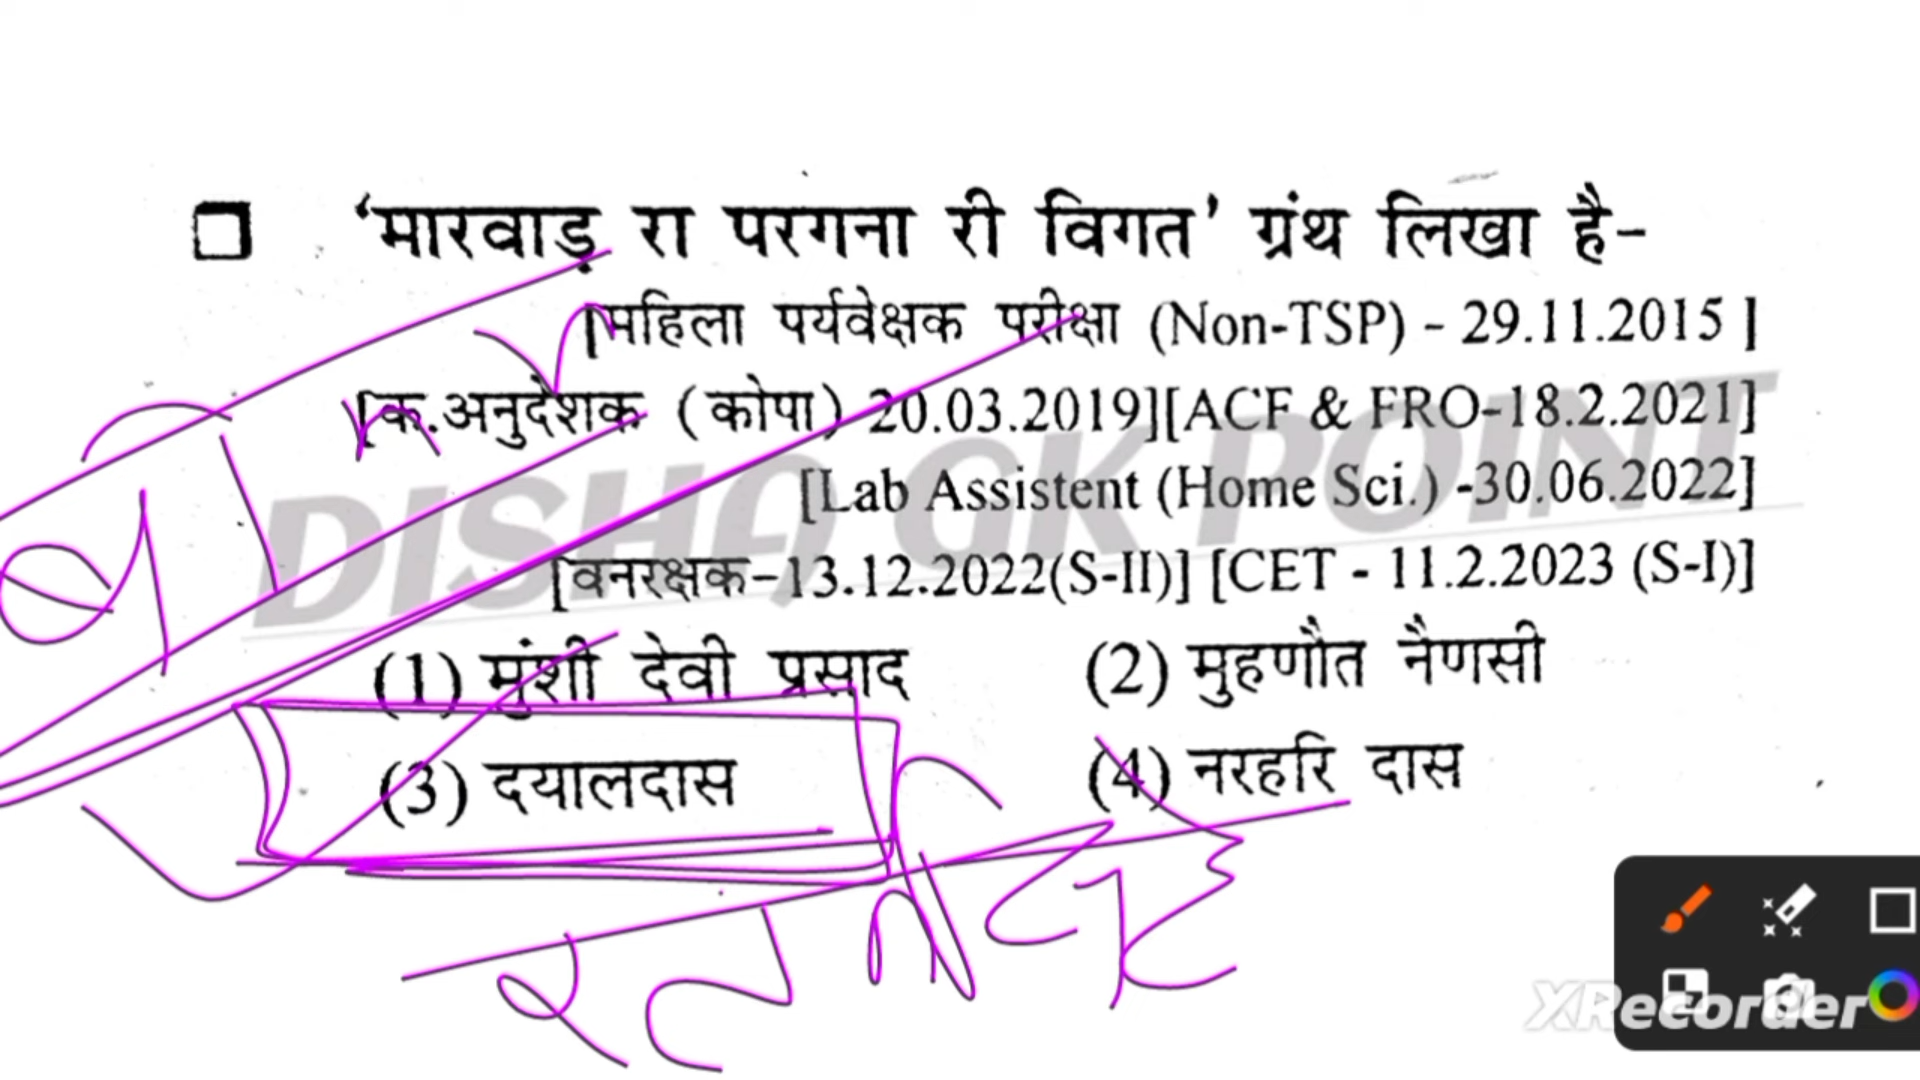 'मारवाड़ रा परगना री विगत' ग्रंथ लिखा है-
[महिला पर्यवेक्षक परीक्षा (Non-TSP) - 29.11.2015 ]
[क.अनुदेशक (कोपा) 20.03.2019][ACF & FRO-18.2.2021]
DISHA GK POINT
[Lab Assistent (Home Sci.) -30.06.2022]
[वनरक्षक-13.12.2022(S-II)] [CET - 11.2.2023 (S-I)]
(1) मुंशी देवी प्रसाद (2) मुहणौत नैणसी
(3) दयालदास (4) नरहरि दास
XRecorder